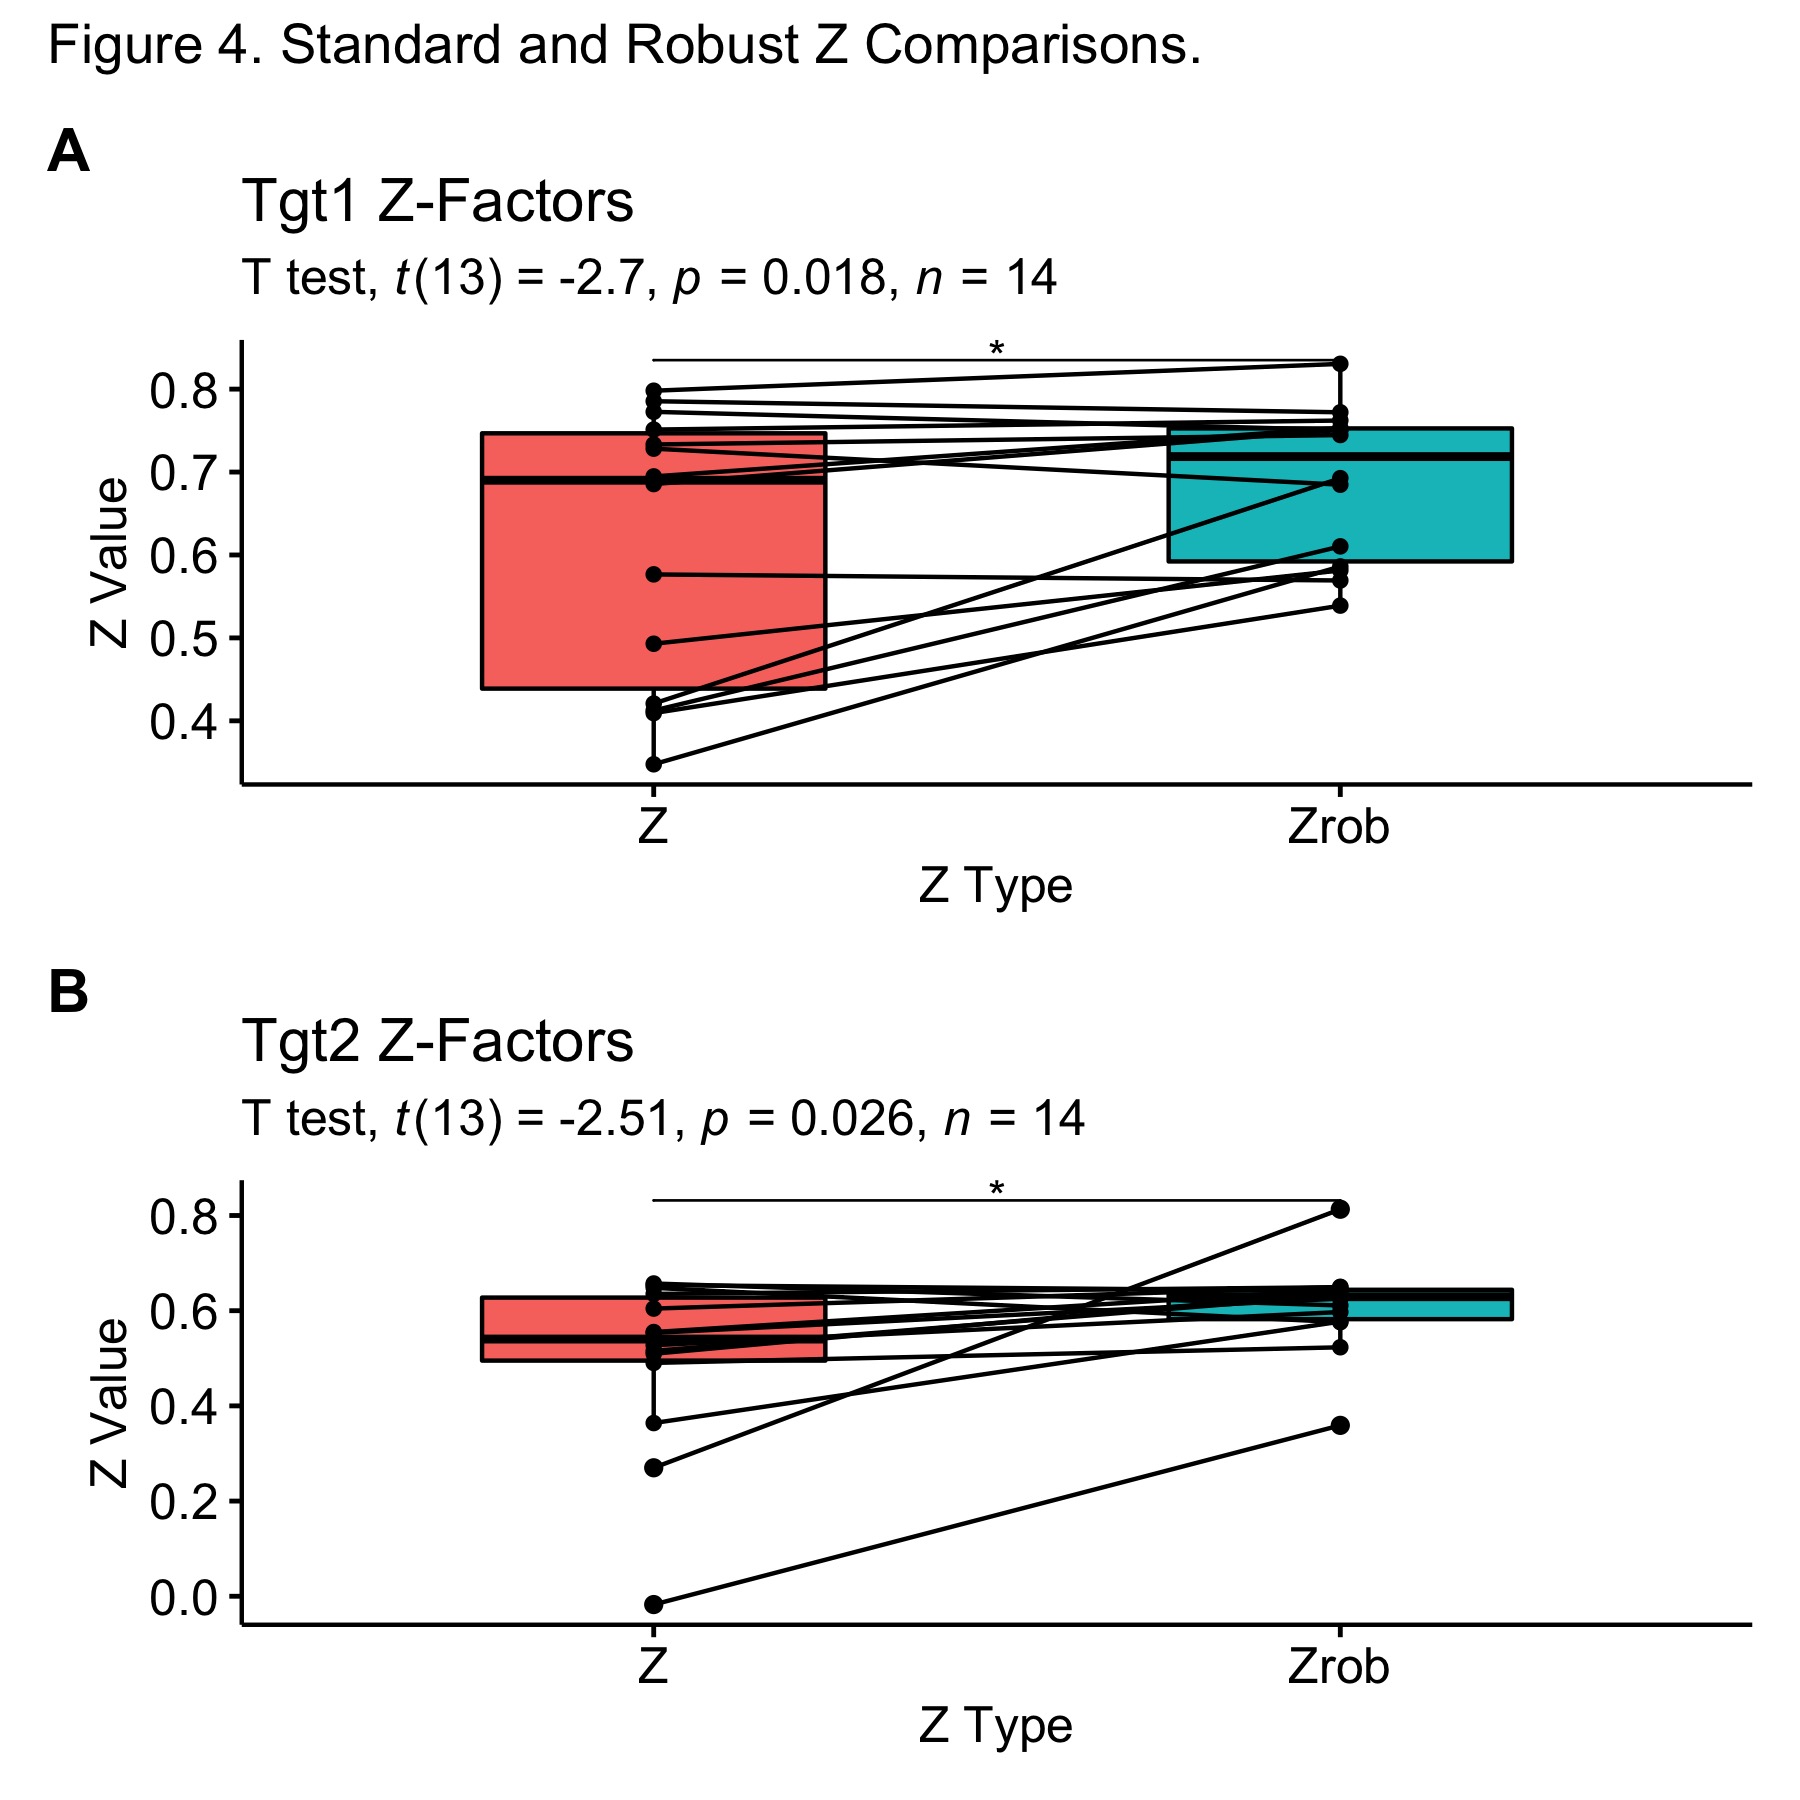 Figure 4. Standard and Robust Z Comparisons.
A
Tgt1 Z-Factors
T test, t(13) = -2.7, p = 0.018, n = 14
*
0.8
0.7
0.6
0.5
0.4
Z Value
Z Zrob
Z Type
B
Tgt2 Z-Factors
T test, t(13) = -2.51, p = 0.026, n = 14
*
0.8
0.6
0.4
0.2
0.0
Z Value
Z Zrob
Z Type